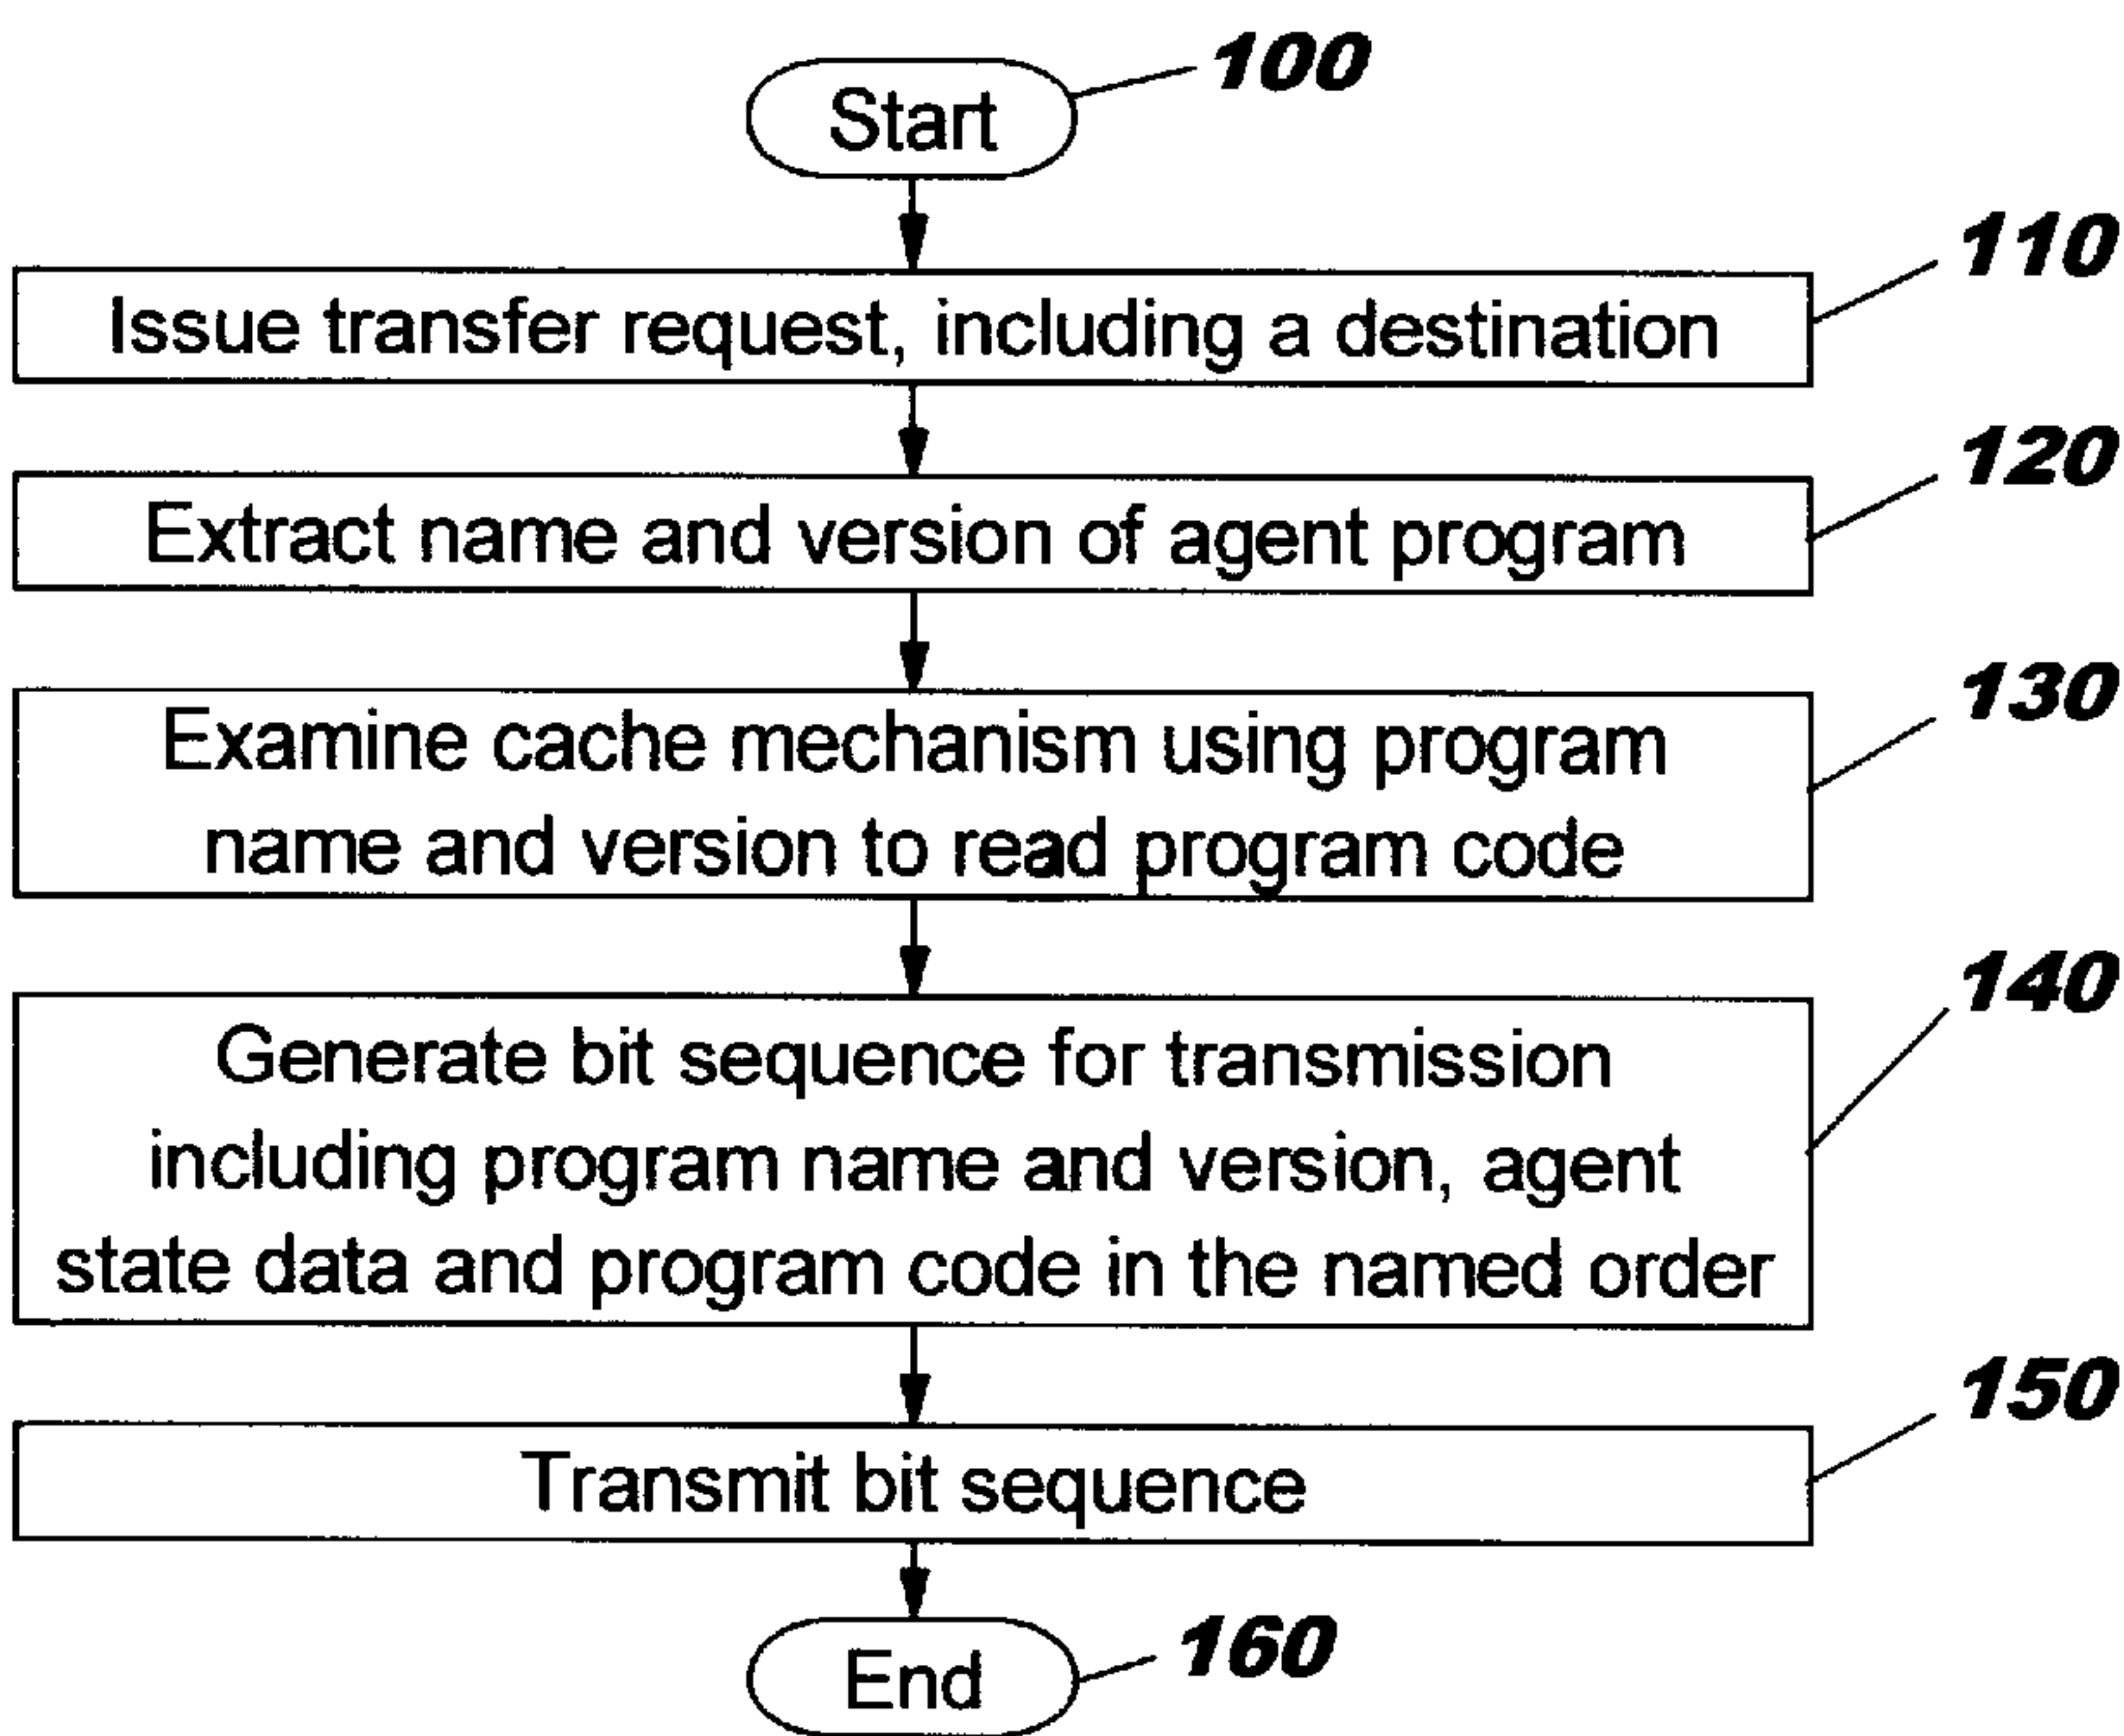 Start
100
Issue transfer request, including a destination
110
Extract name and version of agent program
120
Examine cache mechanism using program
name and version to read program code
130
Generate bit sequence for transmission
including program name and version, agent
state data and program code in the named order
140
Transmit bit sequence
150
End
160